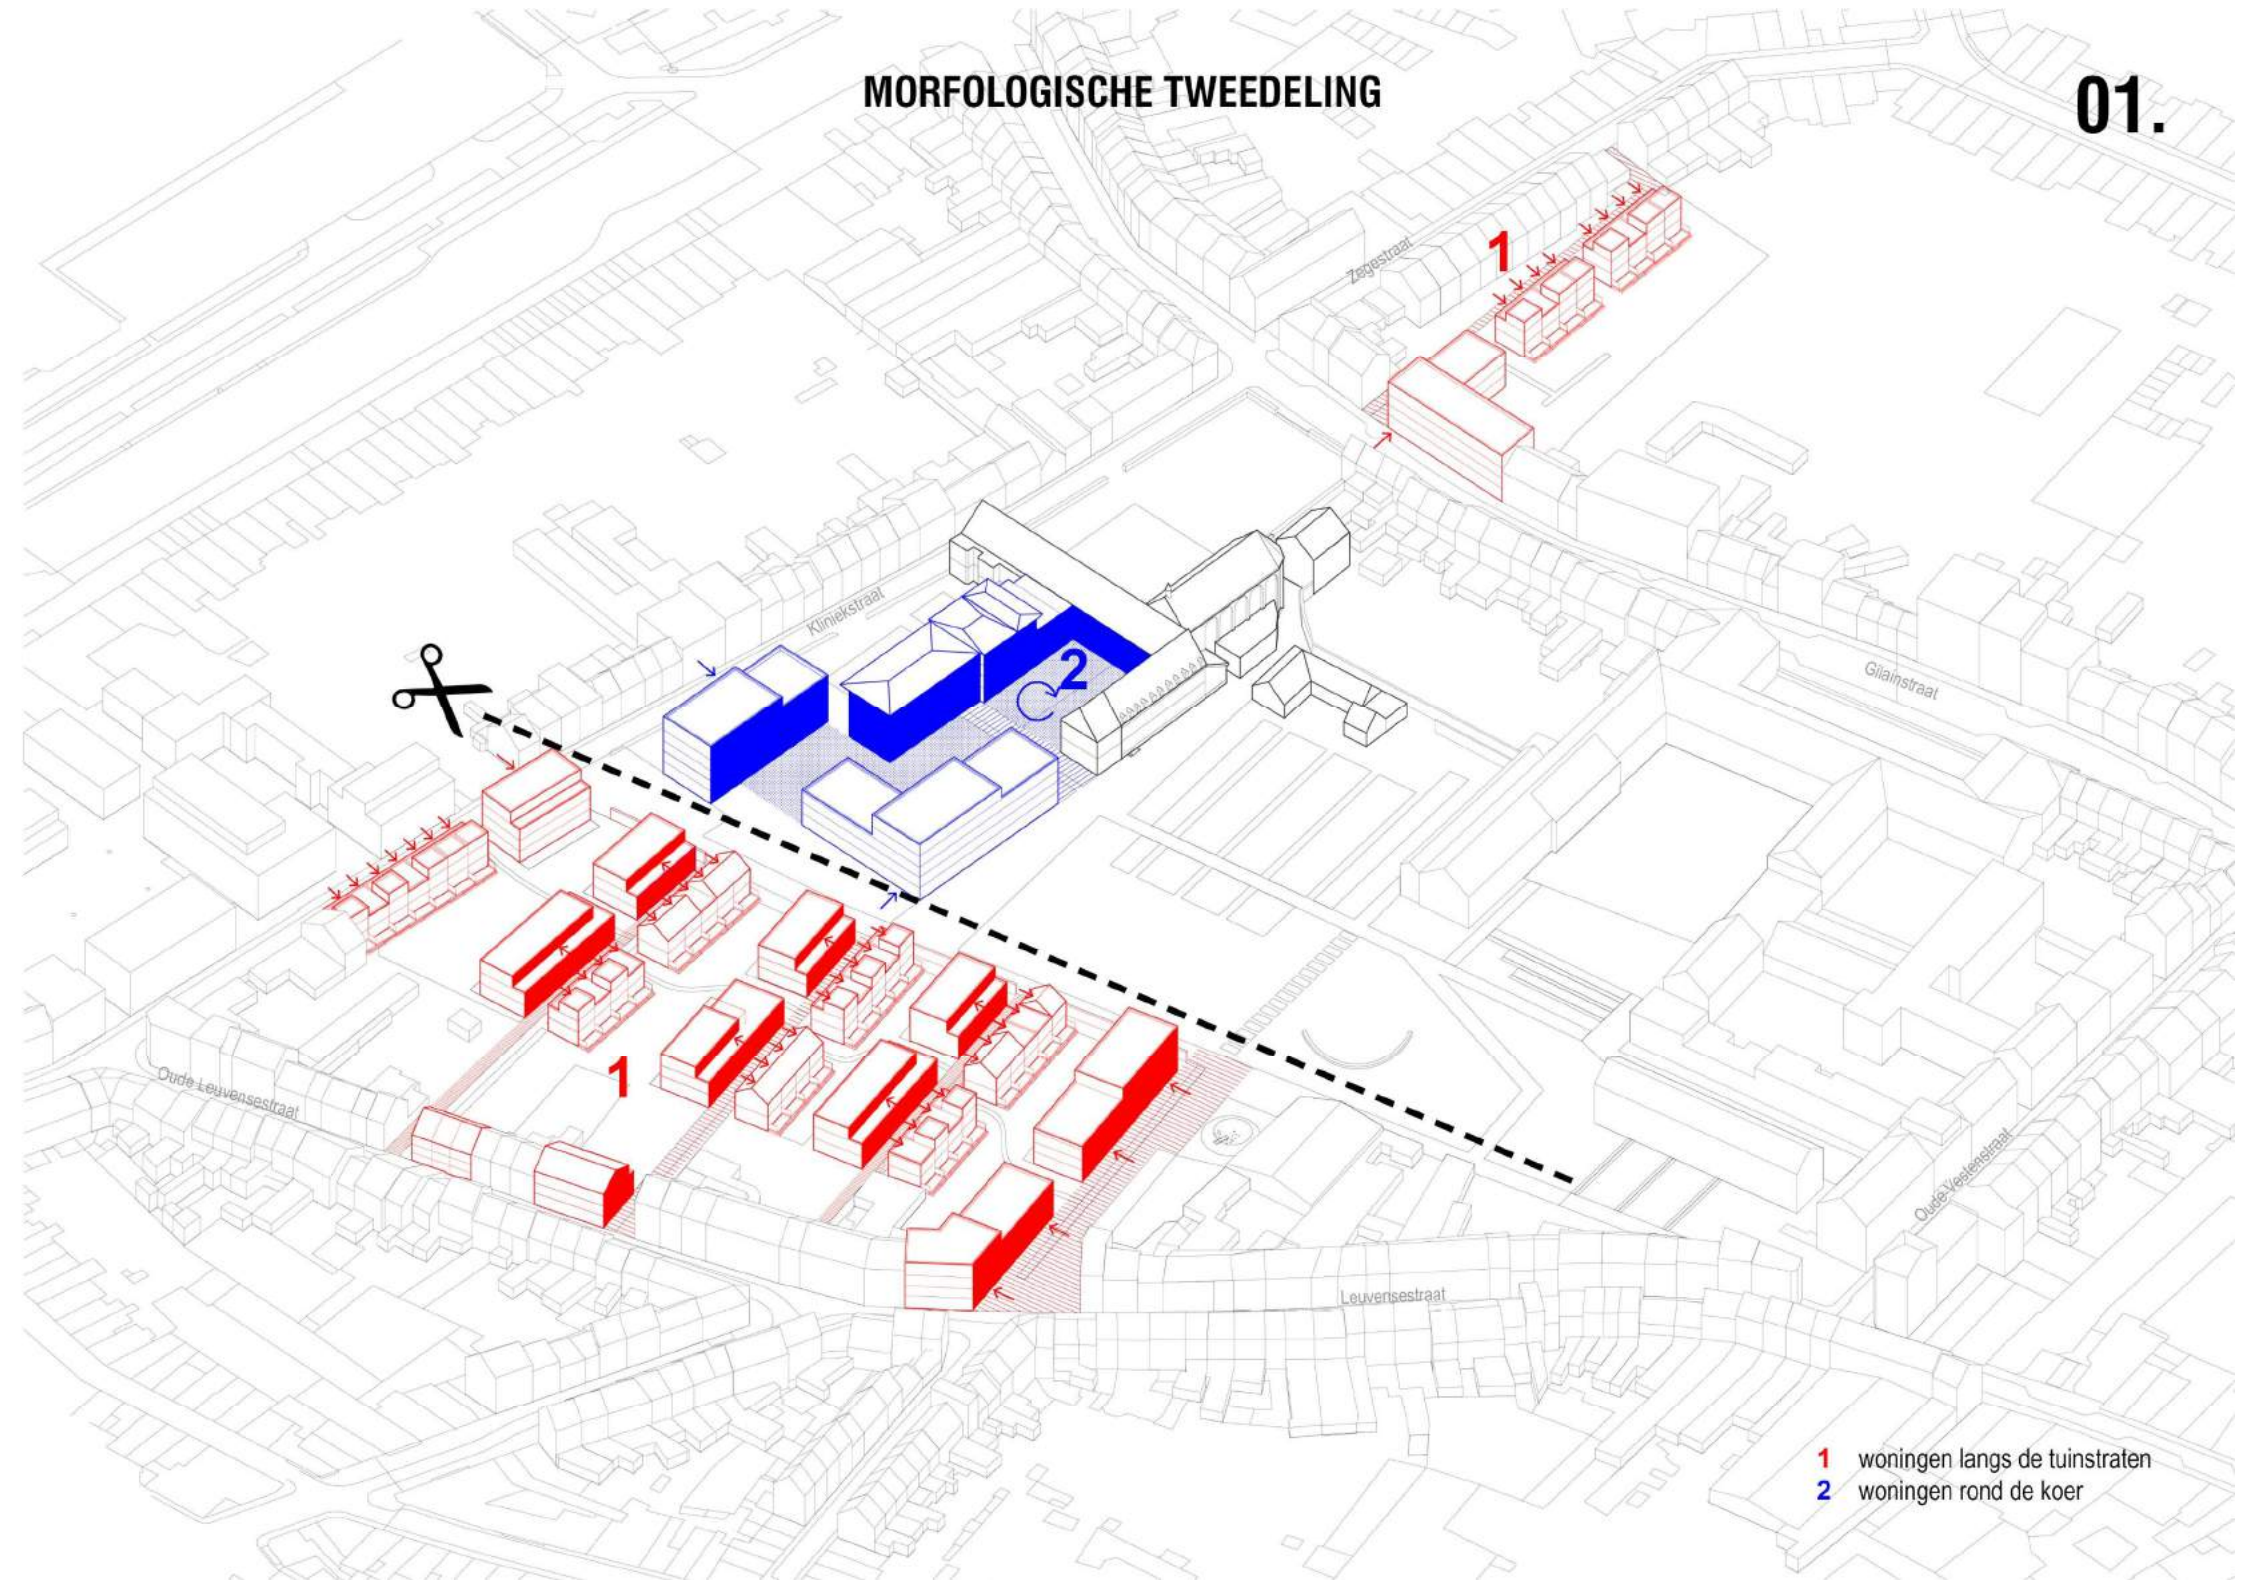 MORFOLOGISCHE TWEEDELING
01.
1
Zegestraat
Kliniekstraat
2
Gilainstraat
1
Oude Leuvensestraat
Oude Vestenstraat
Leuvensestraat
1 woningen langs de tuinstraten
2 woningen rond de koer